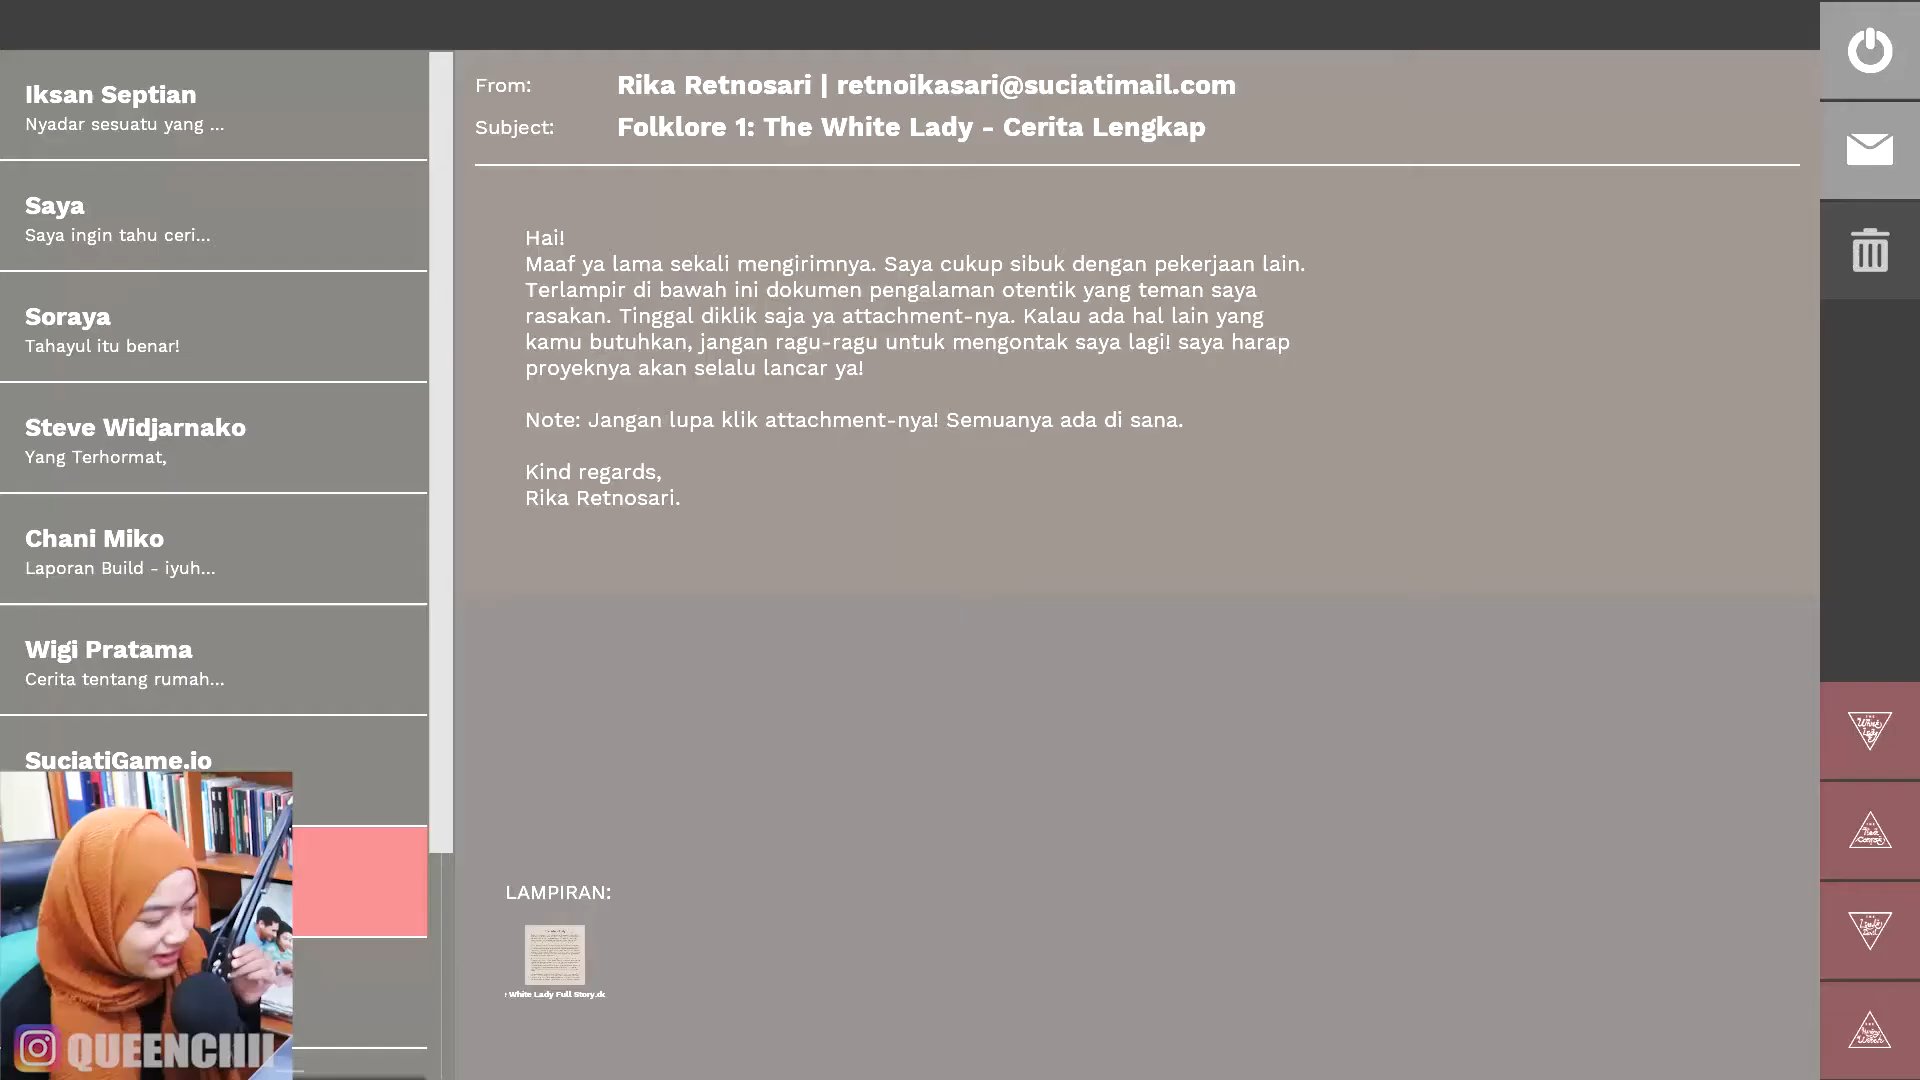 Iksan Septian
Nyadar sesuatu yang ...
Saya
Saya ingin tahu ceri...
Soraya
Tahayul itu benar!
Steve Widjarnako
Yang Terhormat,
Chani Miko
Laporan Build - iyuh...
Wigi Pratama
Cerita tentang rumah...
SuciatiGame.io
From: Rika Retnosari | retnoikasari@suciatimail.com
Subject: Folklore 1: The White Lady - Cerita Lengkap
Hai!
Maaf ya lama sekali mengirimnya. Saya cukup sibuk dengan pekerjaan lain.
Terlampir di bawah ini dokumen pengalaman otentik yang teman saya
rasakan. Tinggal diklik saja ya attachment-nya. Kalau ada hal lain yang
kamu butuhkan, jangan ragu-ragu untuk mengontak saya lagi! saya harap
proyeknya akan selalu lancar ya!
Note: Jangan lupa klik attachment-nya! Semuanya ada di sana.
Kind regards,
Rika Retnosari.
LAMPIRAN:
White Lady Full Story.dc
QUEENCHII